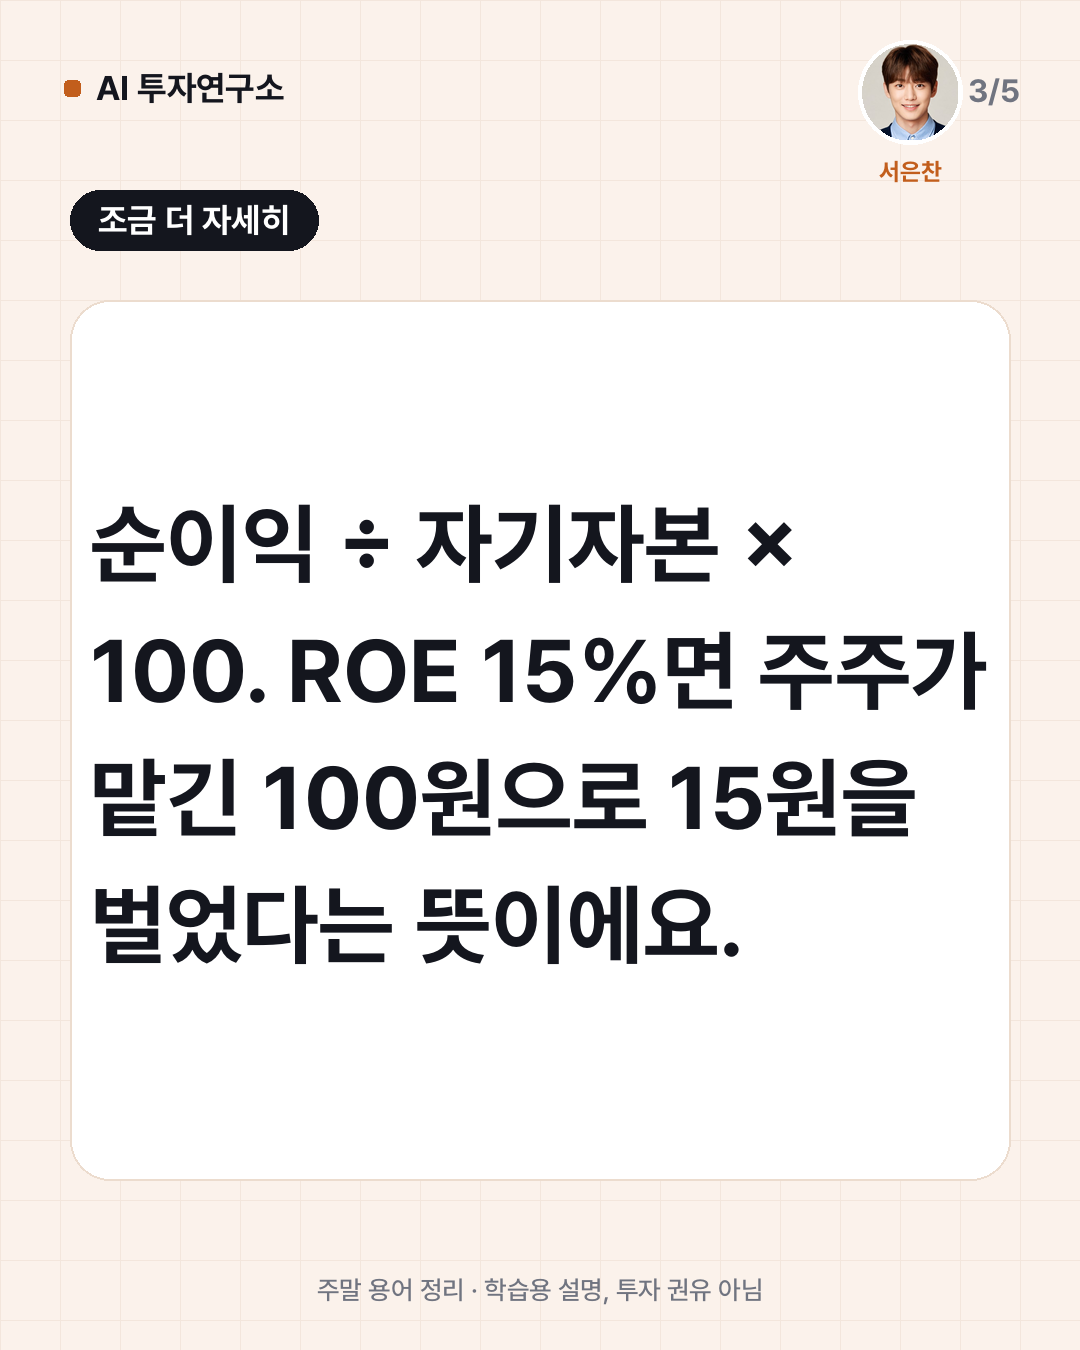 AI 투자연구소
3/5
서은찬
조금 더 자세히
순이익 ÷ 자기자본 ×
100. ROE 15%면 주주가
맡긴 100원으로 15원을
벌었다는 뜻이에요.
주말 용어 정리 · 학습용 설명, 투자 권유 아님